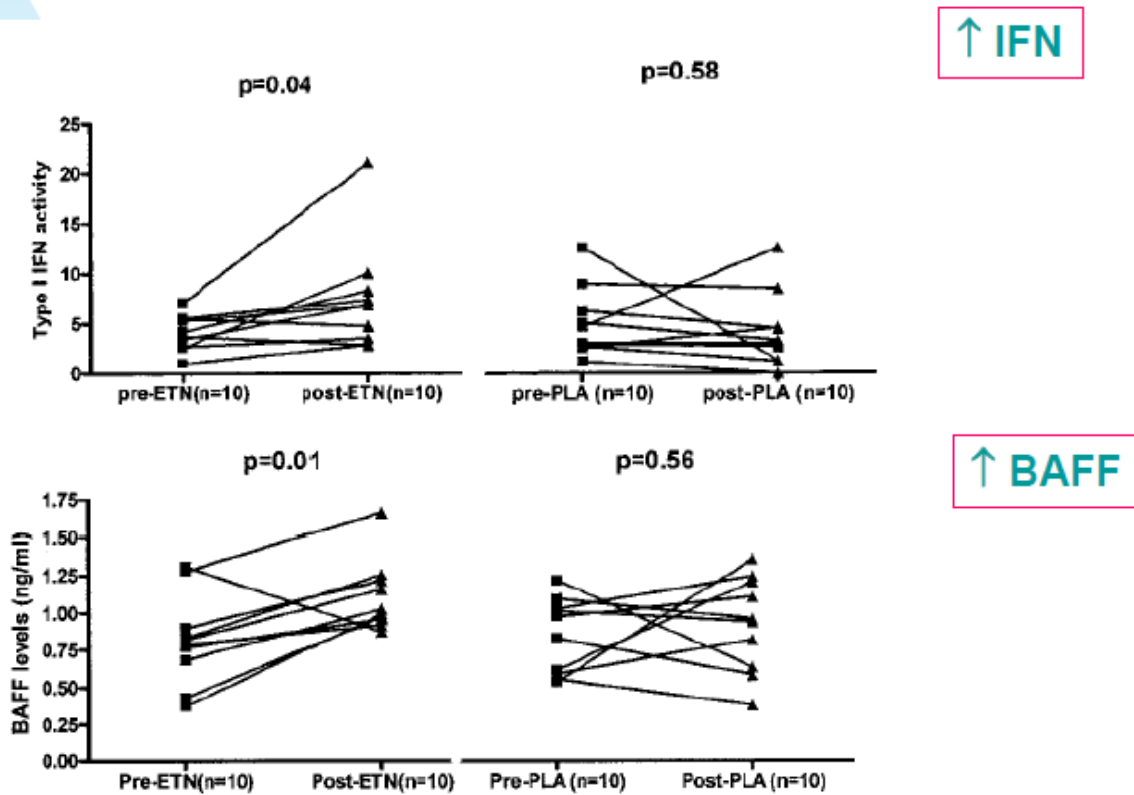 ↑ IFN
p=0.04
p=0.58
Type I IFN activity
25
20
15
10
5
0
pre-ETN(n=10)
post-ETN(n=10)
pre-PLA (n=10)
post-PLA (n=10)
↑ BAFF
p=0.01
p=0.56
BAFF levels (ng/ml)
1.75
1.50
1.25
1.00
0.75
0.50
0.25
0.00
Pre-ETN(n=10)
Post-ETN(n=10)
Pre-PLA (n=10)
Post-PLA (n=10)